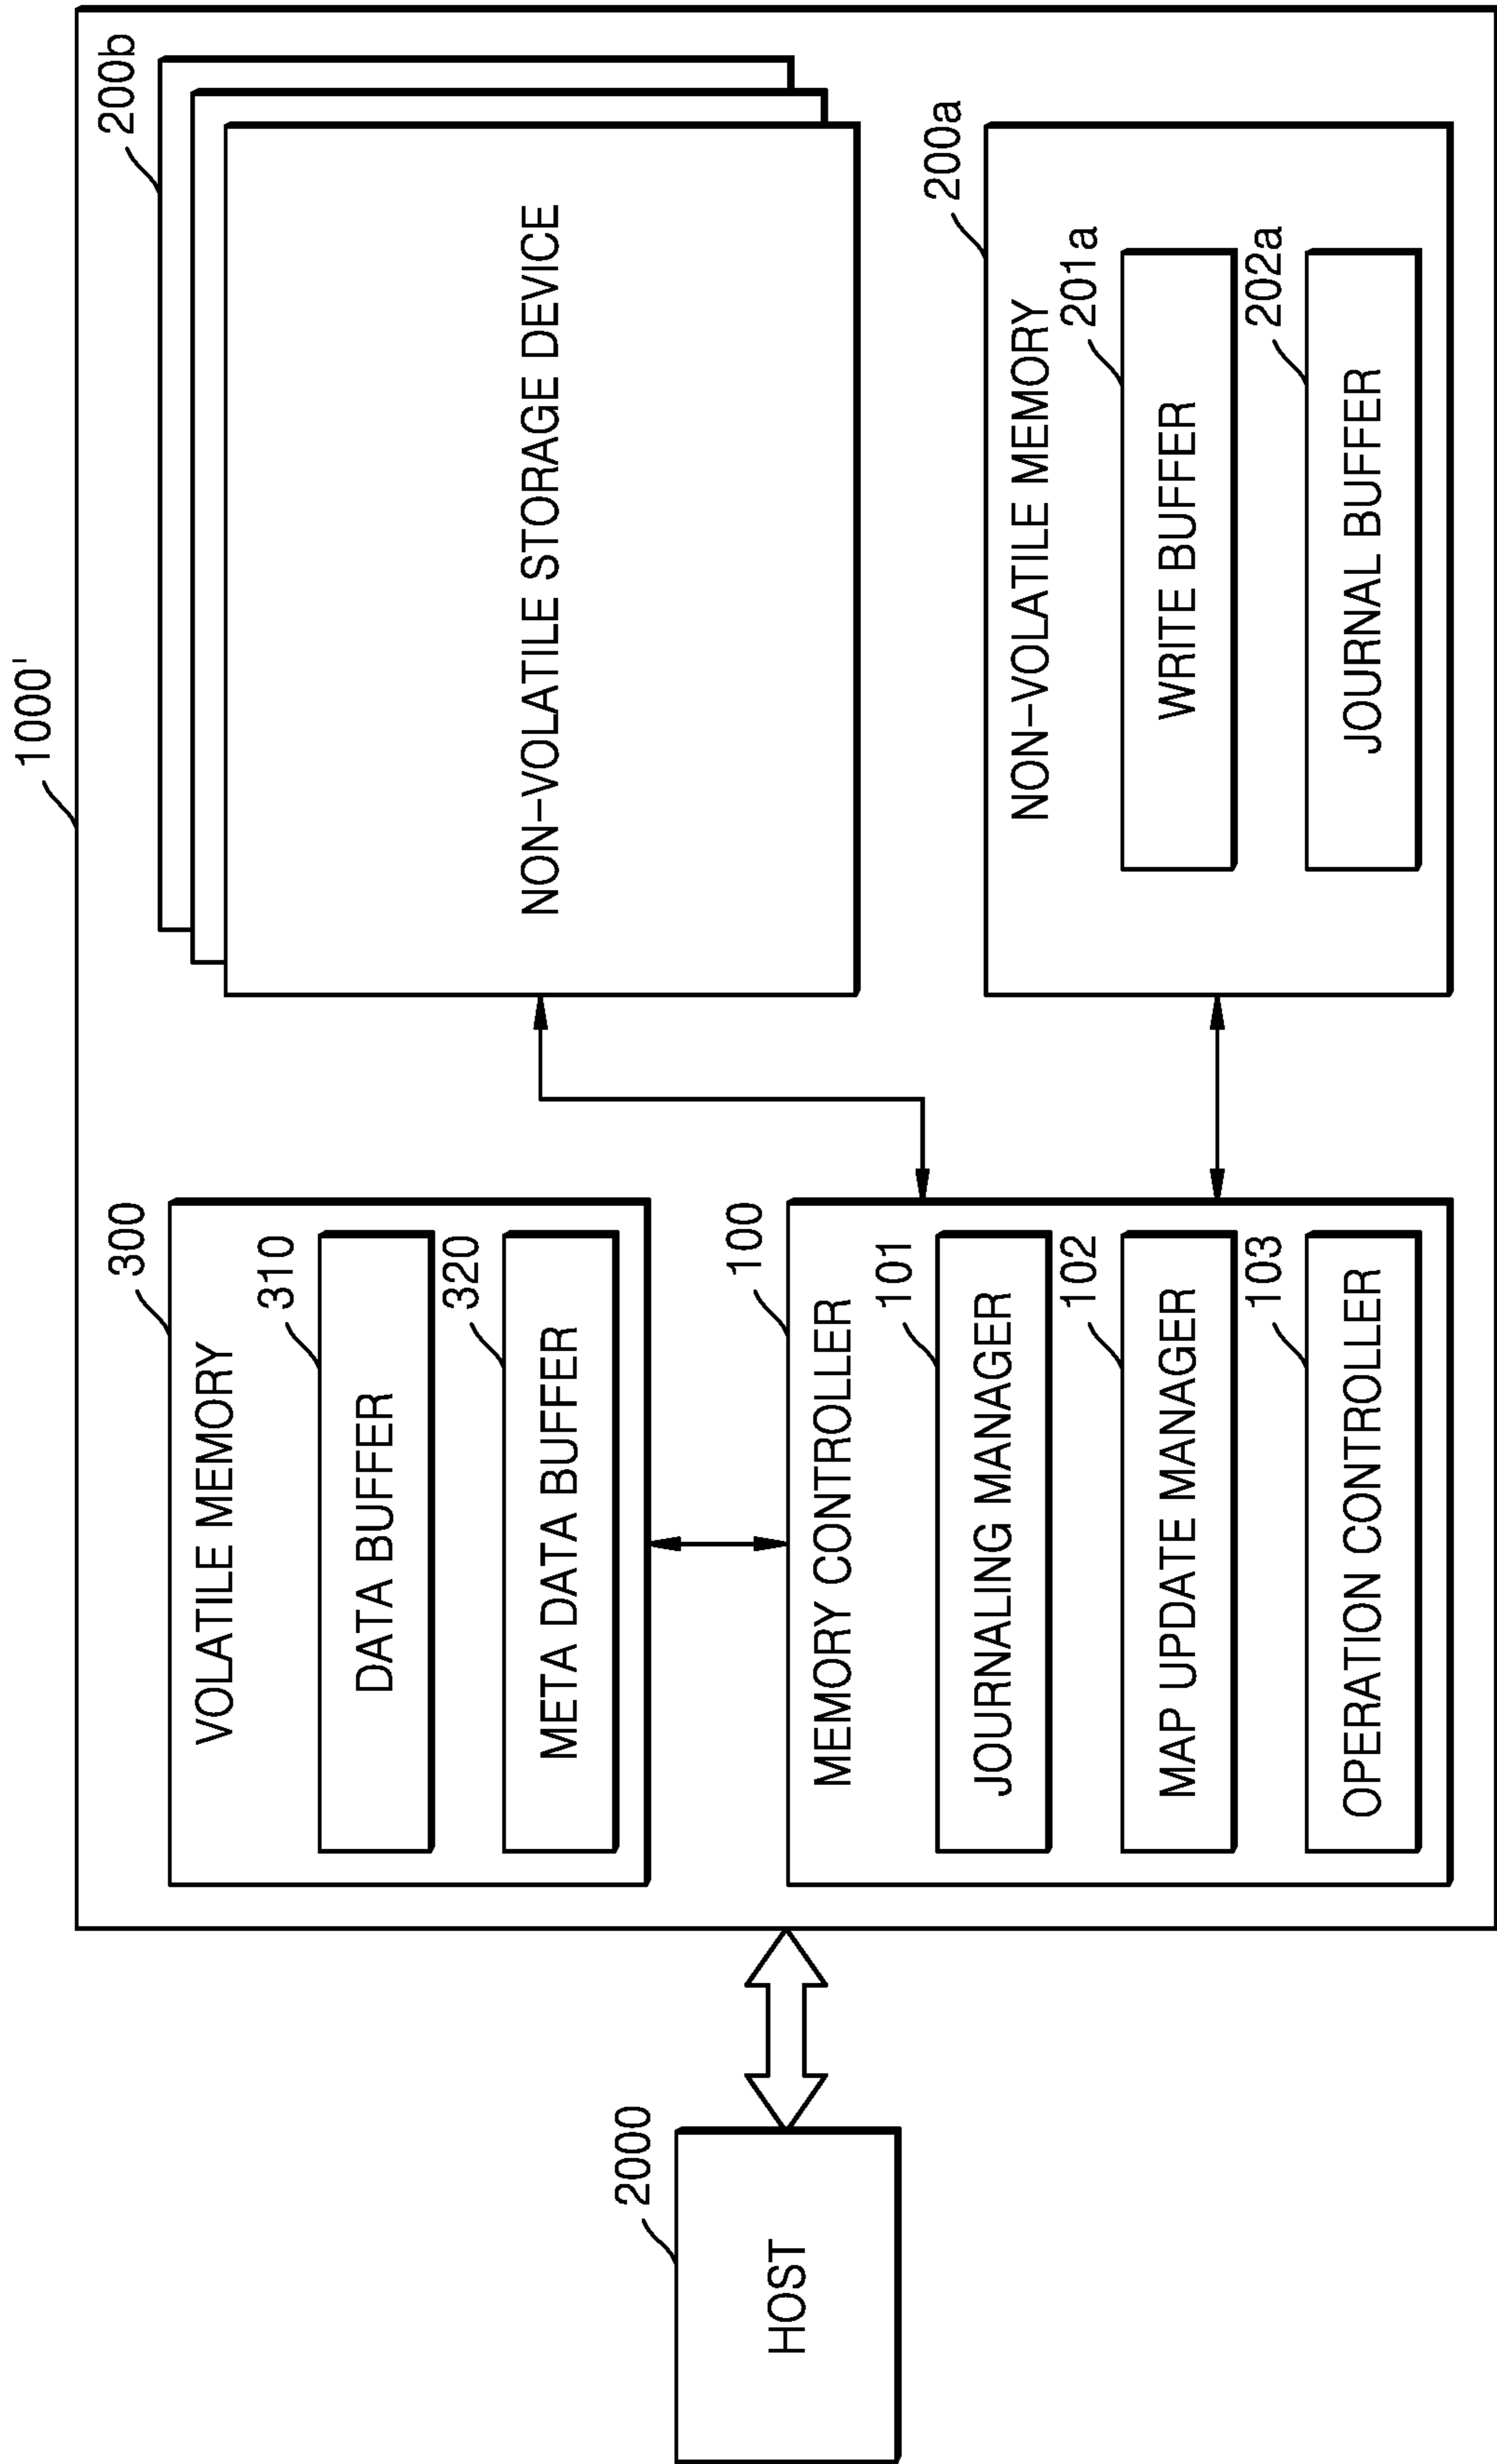 1000'
200b
NON-VOLATILE STORAGE DEVICE
300
VOLATILE MEMORY
310
DATA BUFFER
320
META DATA BUFFER
2000
HOST
100
MEMORY CONTROLLER
101
JOURNALING MANAGER
102
MAP UPDATE MANAGER
103
OPERATION CONTROLLER
200a
NON-VOLATILE MEMORY
201a
WRITE BUFFER
202a
JOURNAL BUFFER